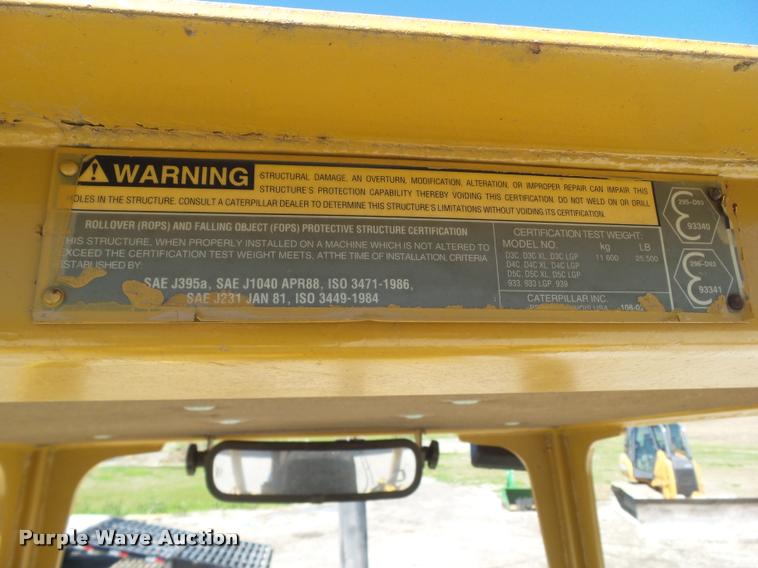 WARNING
STRUCTURAL DAMAGE, AN OVERTURN, MODIFICATION, ALTERATION, OR IMPROPER REPAIR CAN IMPAIR THIS
STRUCTURE'S PROTECTION CAPABILITY THEREBY VOIDING THIS CERTIFICATION. DO NOT WELD ON OR DRILL
HOLES IN THE STRUCTURE. CONSULT A CATERPILLAR DEALER TO DETERMINE THIS STRUCTURE'S LIMITATIONS WITHOUT VOIDING ITS CERTIFICATION.
ROLLOVER (ROPS) AND FALLING OBJECT (FOPS) PROTECTIVE STRUCTURE CERTIFICATION
THIS STRUCTURE, WHEN PROPERLY INSTALLED ON A MACHINE WHICH IS NOT ALTERED TO
EXCEED THE CERTIFICATION TEST WEIGHT MEETS, AT THE TIME OF INSTALLATION, CRITERIA
ESTABLISHED BY:
SAE J395a, SAE J1040 APR88, ISO 3471-1986,
SAE J231 JAN 81, ISO 3449-1984
CERTIFICATION TEST WEIGHT:
MODEL NO. kg LB
D3C, D3C XL, D3C LGP 11 600 25,500
D4C, D4C XL, D4C LGP
D5C, D5C XL, D5C LGP
933, 933 LGP, 939
CATERPILLAR INC.
295-D93
93340
296-D93
93341
Purple Wave Auction